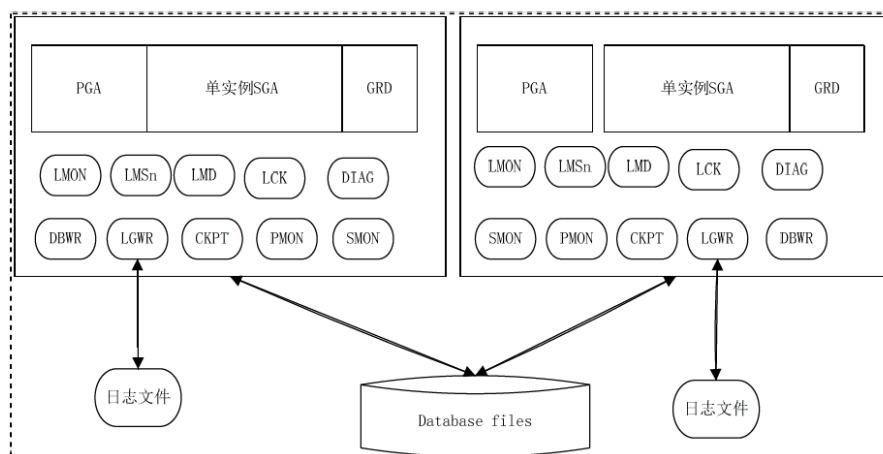 PGA 单实例SGA GRD
PGA 单实例SGA GRD
LMON LMSn LMD LCK DIAG
LMON LMSn LMD LCK DIAG
DBWR LGWR CKPT PMON SMON
SMON PMON CKPT LGWR DBWR
日志文件
Database files
日志文件